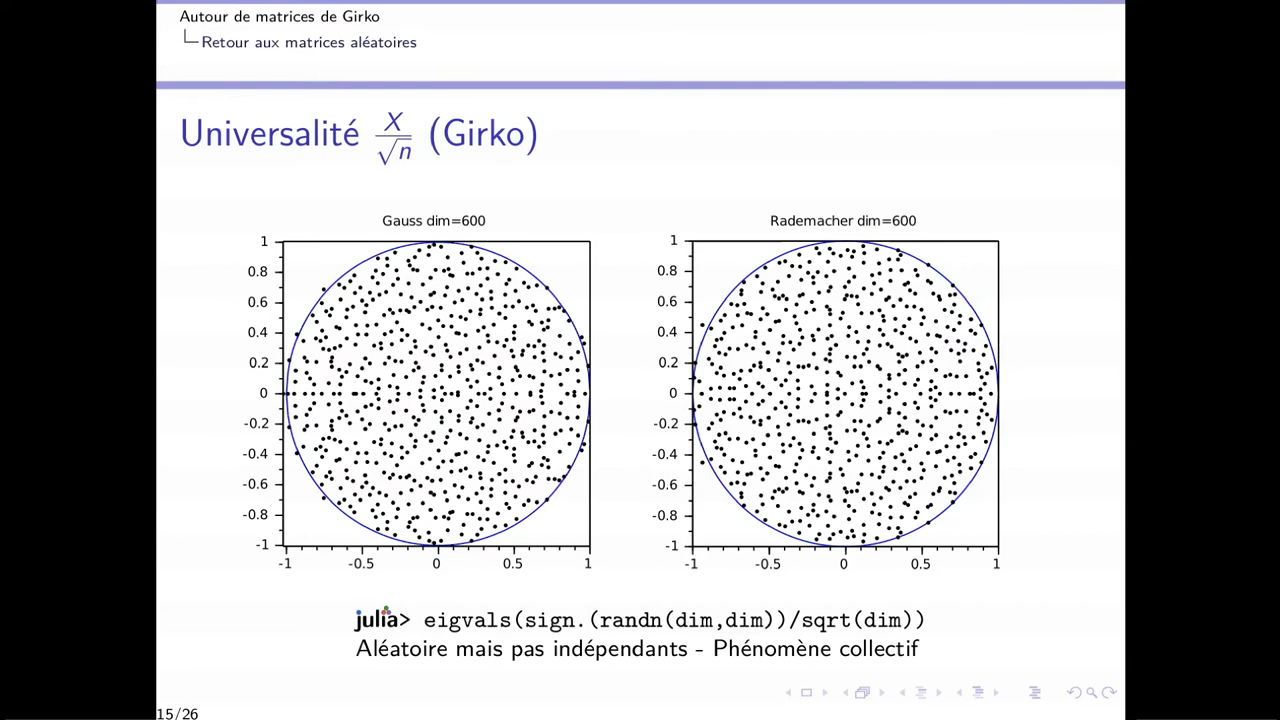 Autour de matrices de Girko
Retour aux matrices aléatoires
Universalité X/√n (Girko)
Gauss dim=600
1
0.8
0.6
0.4
0.2
0
-0.2
-0.4
-0.6
-0.8
-1
-1 -0.5 0 0.5 1
Rademacher dim=600
1
0.8
0.6
0.4
0.2
0
-0.2
-0.4
-0.6
-0.8
-1
-1 -0.5 0 0.5 1
julia> eigvals(sign.(randn(dim,dim))/sqrt(dim))
Aléatoire mais pas indépendants - Phénomène collectif
15/26